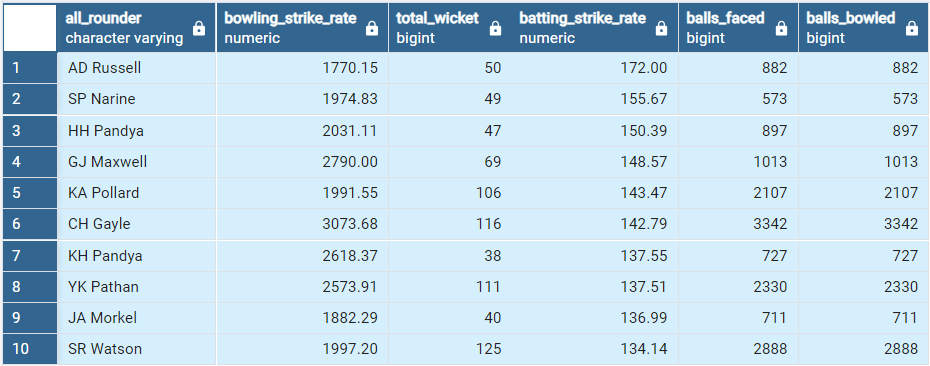 all_rounder bowling_strike_rate total_wicket batting_strike_rate balls_faced balls_bowled
character varying numeric bigint numeric bigint bigint
1 AD Russell 1770.15 50 172.00 882 882
2 SP Narine 1974.83 49 155.67 573 573
3 HH Pandya 2031.11 47 150.39 897 897
4 GJ Maxwell 2790.00 69 148.57 1013 1013
5 KA Pollard 1991.55 106 143.47 2107 2107
6 CH Gayle 3073.68 116 142.79 3342 3342
7 KH Pandya 2618.37 38 137.55 727 727
8 YK Pathan 2573.91 111 137.51 2330 2330
9 JA Morkel 1882.29 40 136.99 711 711
10 SR Watson 1997.20 125 134.14 2888 2888